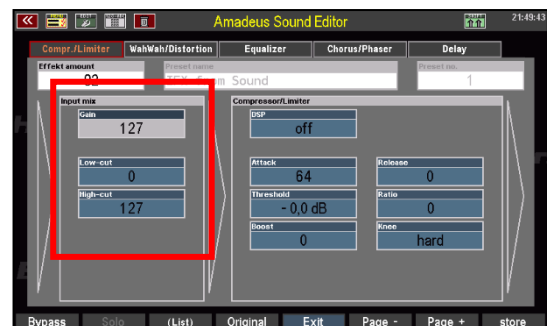 Amadeus Sound Editor
21:49:43
Compr./Limiter WahWah/Distortion Equalizer Chorus/Phaser Delay
Effekt amount Preset name Preset no.
Sound 1
Input mix Compressor/Limiter
Gain DSP
127 off
Low-cut Attack Release
0 64 0
High-cut Threshold Ratio
127 - 0,0 dB 0
Boost Knee
0 hard
Bypass Solo (List) Original Exit Page - Page + store